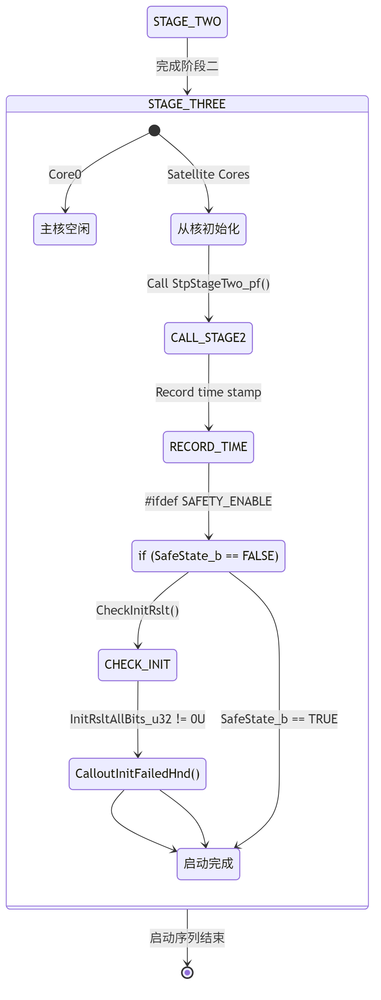 STAGE_TWO
完成阶段二
STAGE_THREE
Core0
Satellite Cores
主核空闲
从核初始化
Call StpStageTwo_pf()
CALL_STAGE2
Record time stamp
RECORD_TIME
#ifdef SAFETY_ENABLE
if (SafeState_b == FALSE)
CheckInitRslt()
CHECK_INIT
InitRsltAllBits_u32 != 0U
SafeState_b == TRUE
CalloutInitFailedHnd()
启动完成
启动序列结束